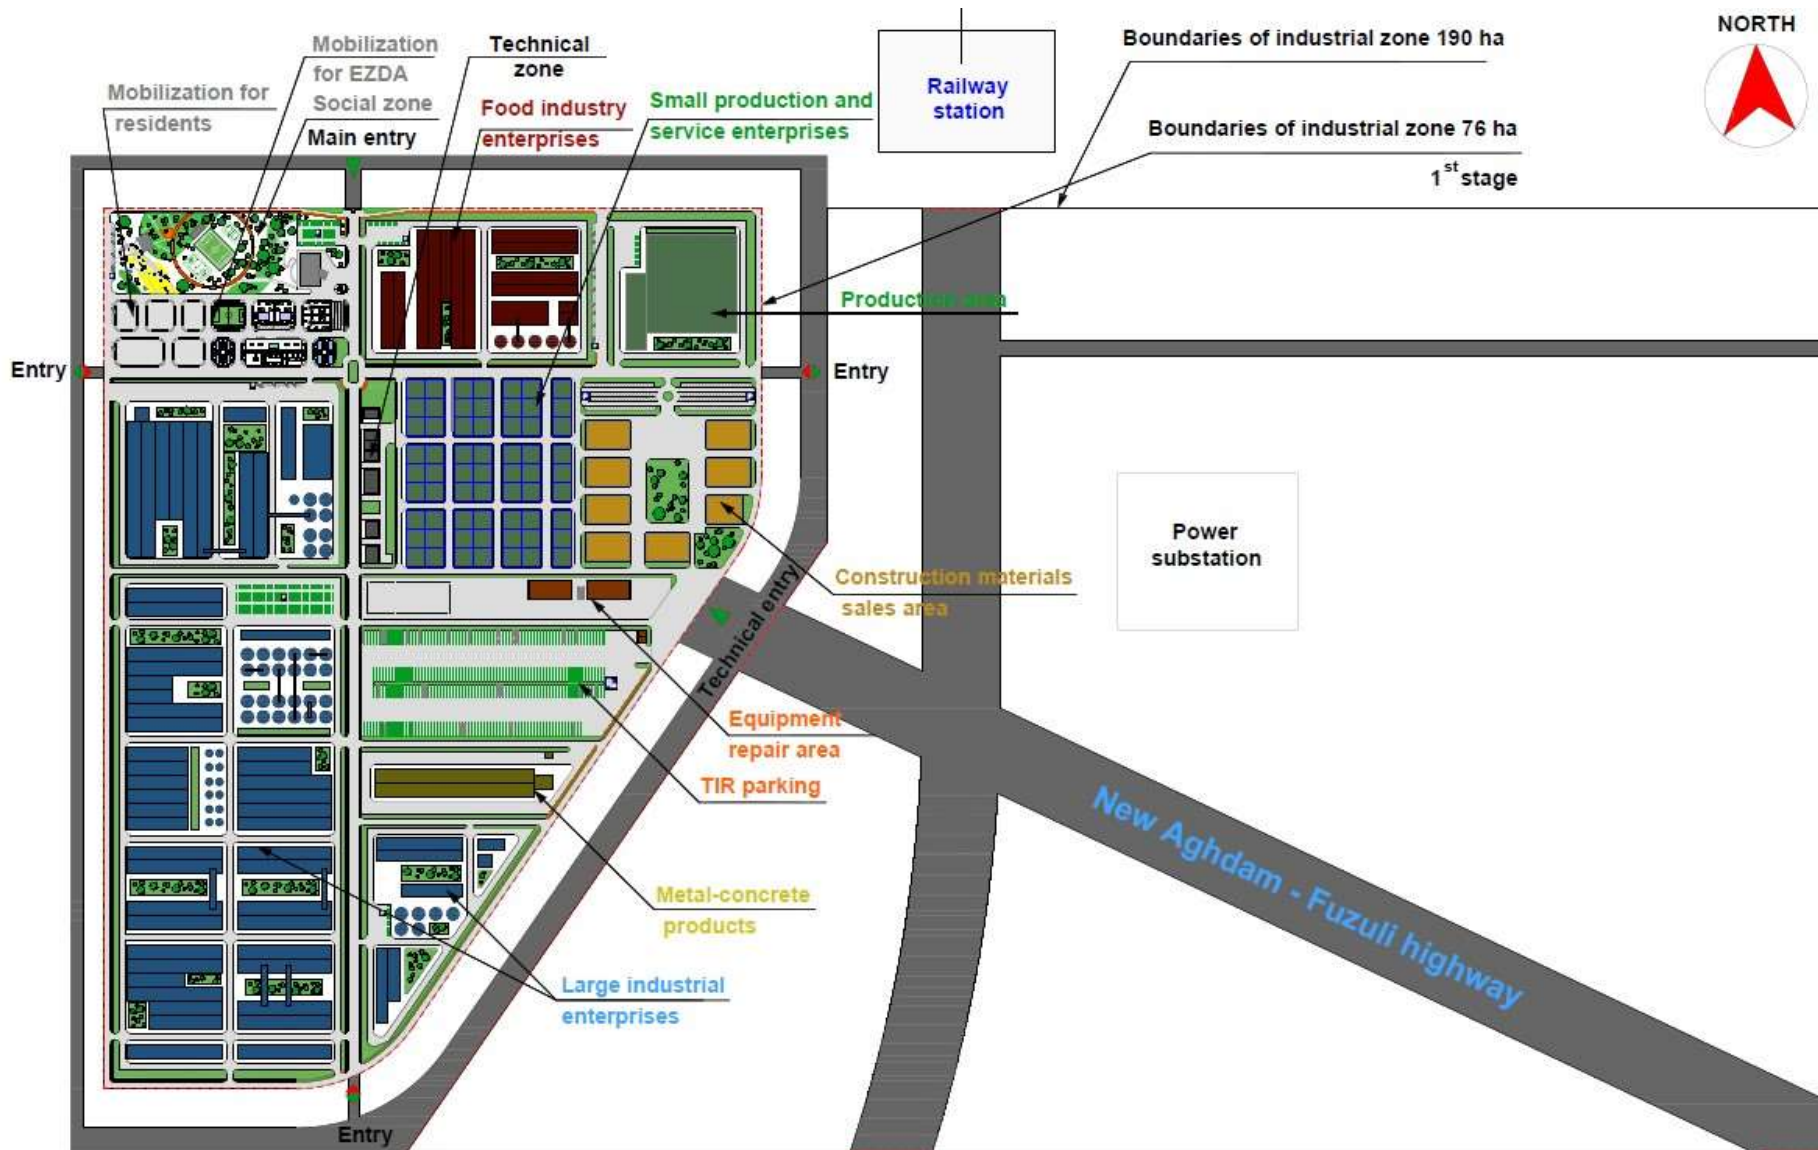 Mobilization
for EZDA
Social zone
Mobilization for
residents
Main entry
Technical
zone
Food industry
enterprises
Small production and
service enterprises
Railway
station
Boundaries of industrial zone 190 ha
Boundaries of industrial zone 76 ha
1st stage
NORTH
Production area
Entry
Entry
Power
substation
Construction materials
sales area
Technical entry
Equipment
repair area
TIR parking
New Aghdam - Fuzuli highway
Metal-concrete
products
Large industrial
enterprises
Entry